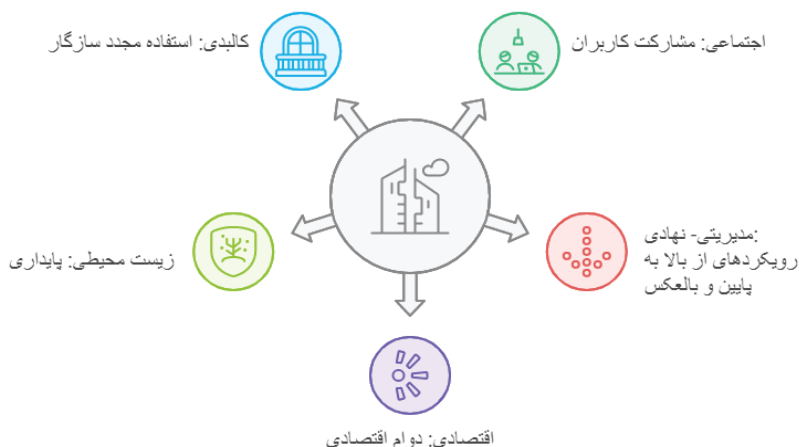 اجتماعی: مشارکت کاربران
کالبدی: استفاده مجدد سازگار
مدیریتی- نهادی:
رویکردهای از بالا به
پایین و بالعکس
زیست محیطی: پایداری
اقتصادی: دوام اقتصادی